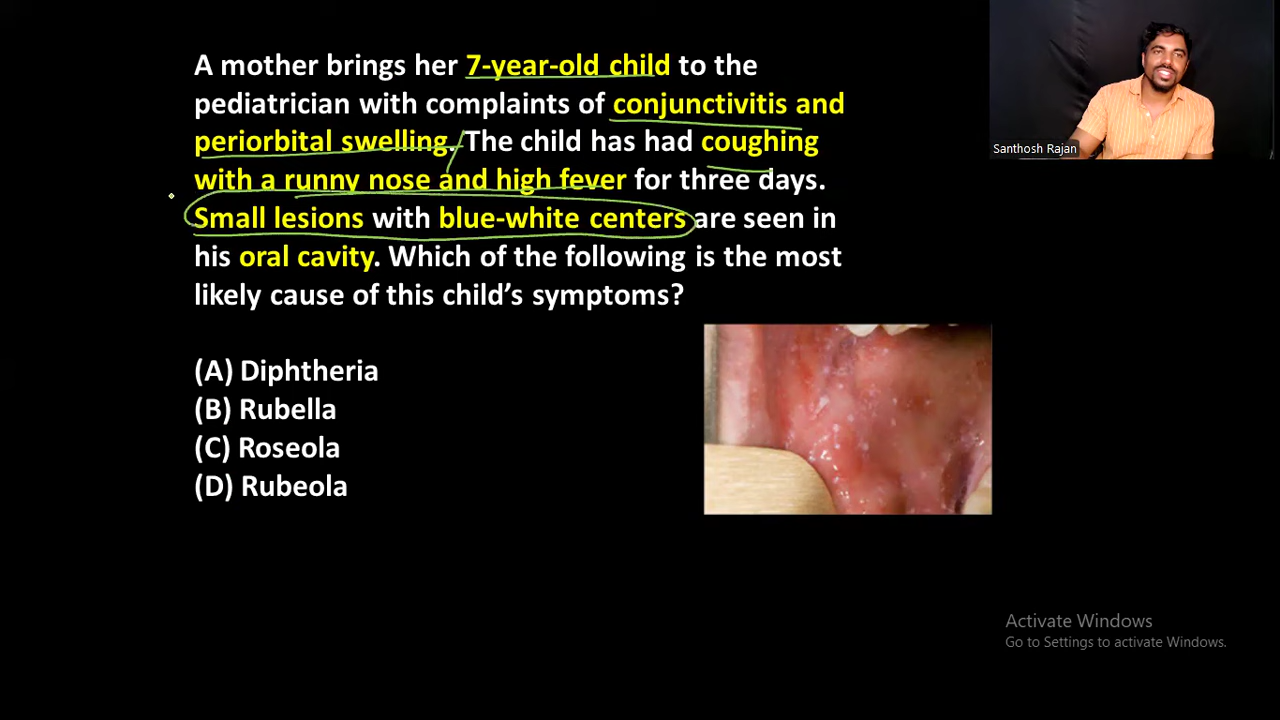 A mother brings her 7-year-old child to the
pediatrician with complaints of conjunctivitis and
periorbital swelling. The child has had coughing
with a runny nose and high fever for three days.
Small lesions with blue-white centers are seen in
his oral cavity. Which of the following is the most
likely cause of this child's symptoms?
(A) Diphtheria
(B) Rubella
(C) Roseola
(D) Rubeola
Santhosh Rajan
Activate Windows
Go to Settings to activate Windows.